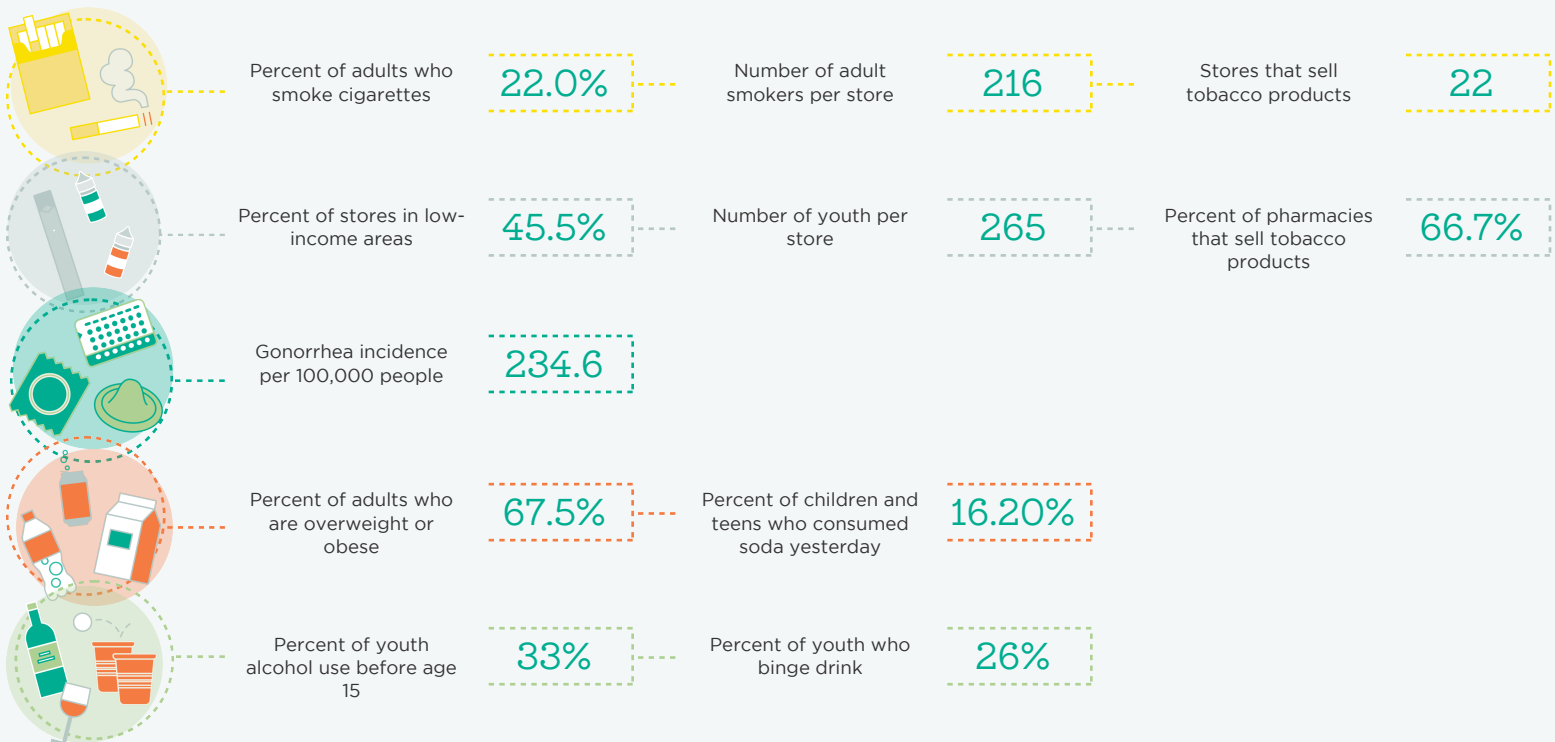 Percent of adults who
smoke cigarettes
22.0%
Number of adult
smokers per store
216
Stores that sell
tobacco products
22
Percent of stores in low-
income areas
45.5%
Number of youth per
store
265
Percent of pharmacies
that sell tobacco
products
66.7%
Gonorrhea incidence
per 100,000 people
234.6
Percent of adults who
are overweight or
obese
67.5%
Percent of children and
teens who consumed
soda yesterday
16.20%
Percent of youth
alcohol use before age
15
33%
Percent of youth who
binge drink
26%